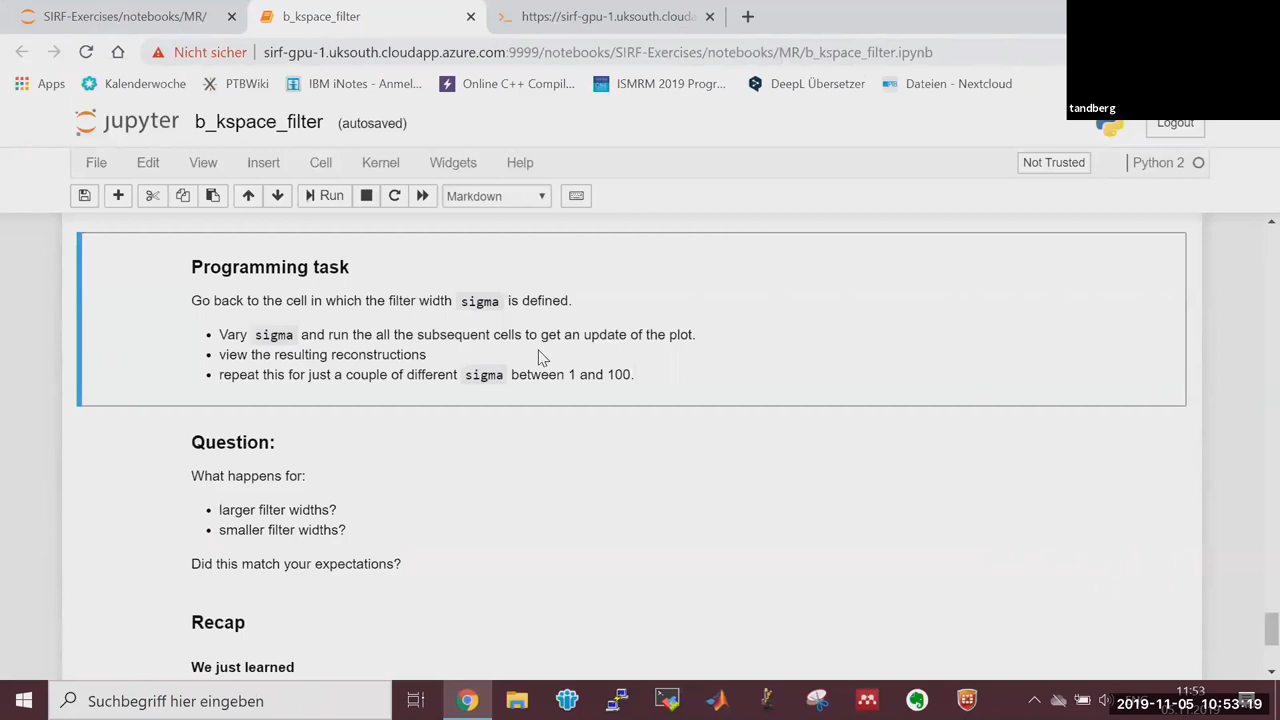 SIRF-Exercises/notebooks/MR/
b_kspace_filter
https://sirf-gpu-1.uksouth.clouda
Nicht sicher
sirf-gpu-1.uksouth.cloudapp.azure.com:9999/notebooks/SIRF-Exercises/notebooks/MR/b_kspace_filter.ipynb
Apps
Kalenderwoche
PTBWiki
IBM iNotes - Anmel...
Online C++ Compil...
ISMRM 2019 Progr...
DeepL Übersetzer
Dateien - Nextcloud
tandberg
jupyter b_kspace_filter (autosaved)
Logout
File Edit View Insert Cell Kernel Widgets Help
Not Trusted
Python 2
Run
Markdown
Programming task
Go back to the cell in which the filter width sigma is defined.
• Vary sigma and run the all the subsequent cells to get an update of the plot.
• view the resulting reconstructions
• repeat this for just a couple of different sigma between 1 and 100.
Question:
What happens for:
• larger filter widths?
• smaller filter widths?
Did this match your expectations?
Recap
We just learned
Suchbegriff hier eingeben
ENG
11:53
2019-11-05 10:53:19